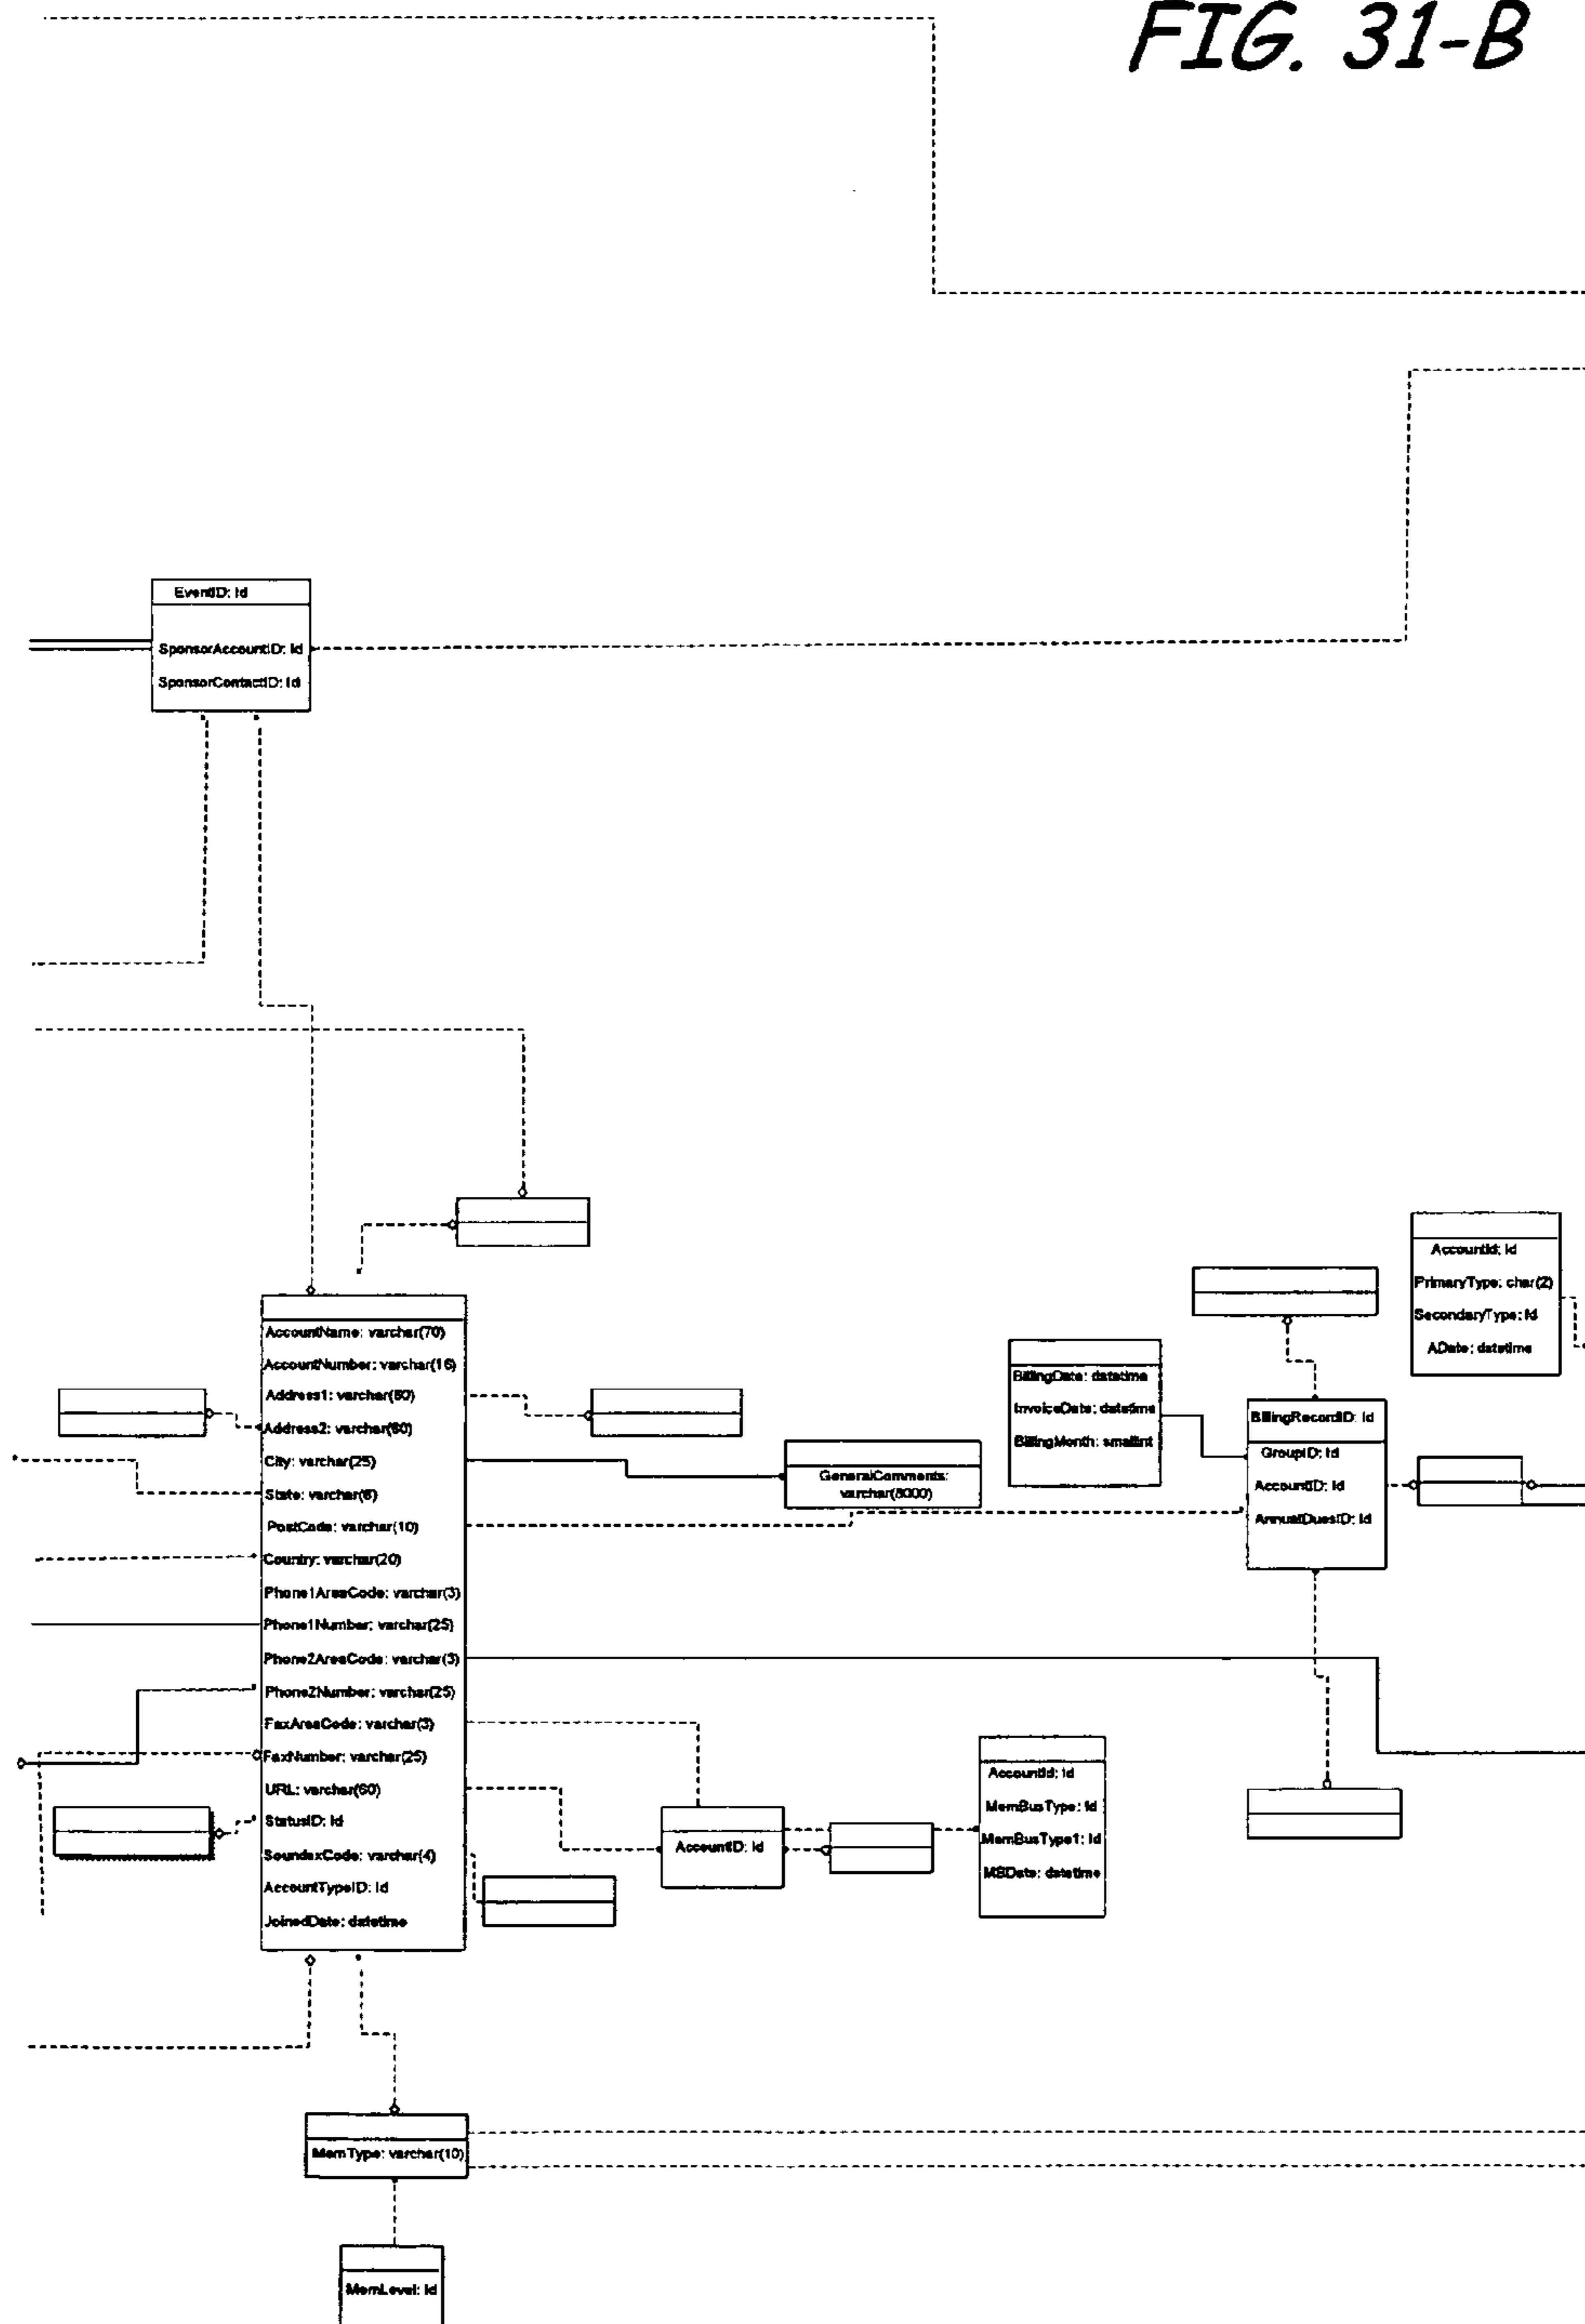 FIG. 31-B
EventID: Id
SponsorAccountID: Id
SponsorContactID: Id
AccountName: varchar(70)
AccountNumber: varchar(16)
Address1: varchar(60)
Address2: varchar(60)
City: varchar(25)
State: varchar(6)
PostCode: varchar(10)
Country: varchar(20)
Phone1AreaCode: varchar(3)
Phone1Number: varchar(25)
Phone2AreaCode: varchar(3)
Phone2Number: varchar(25)
FaxAreaCode: varchar(3)
FaxNumber: varchar(25)
URL: varchar(60)
StatusID: Id
SoundexCode: varchar(4)
AccountTypeID: Id
JoinedDate: datetime
GeneralComments:
varchar(8000)
BillingDate: datetime
InvoiceDate: datetime
BillingMonth: smallint
BillingRecordID: Id
GroupID: Id
AccountID: Id
AnnualDuesID: Id
AccountId: Id
PrimaryType: char(2)
SecondaryType: Id
ADate: datetime
AccountID: Id
AccountId: Id
MemBusType: Id
MemBusType1: Id
MSDate: datetime
MemType: varchar(10)
MemLevel: Id